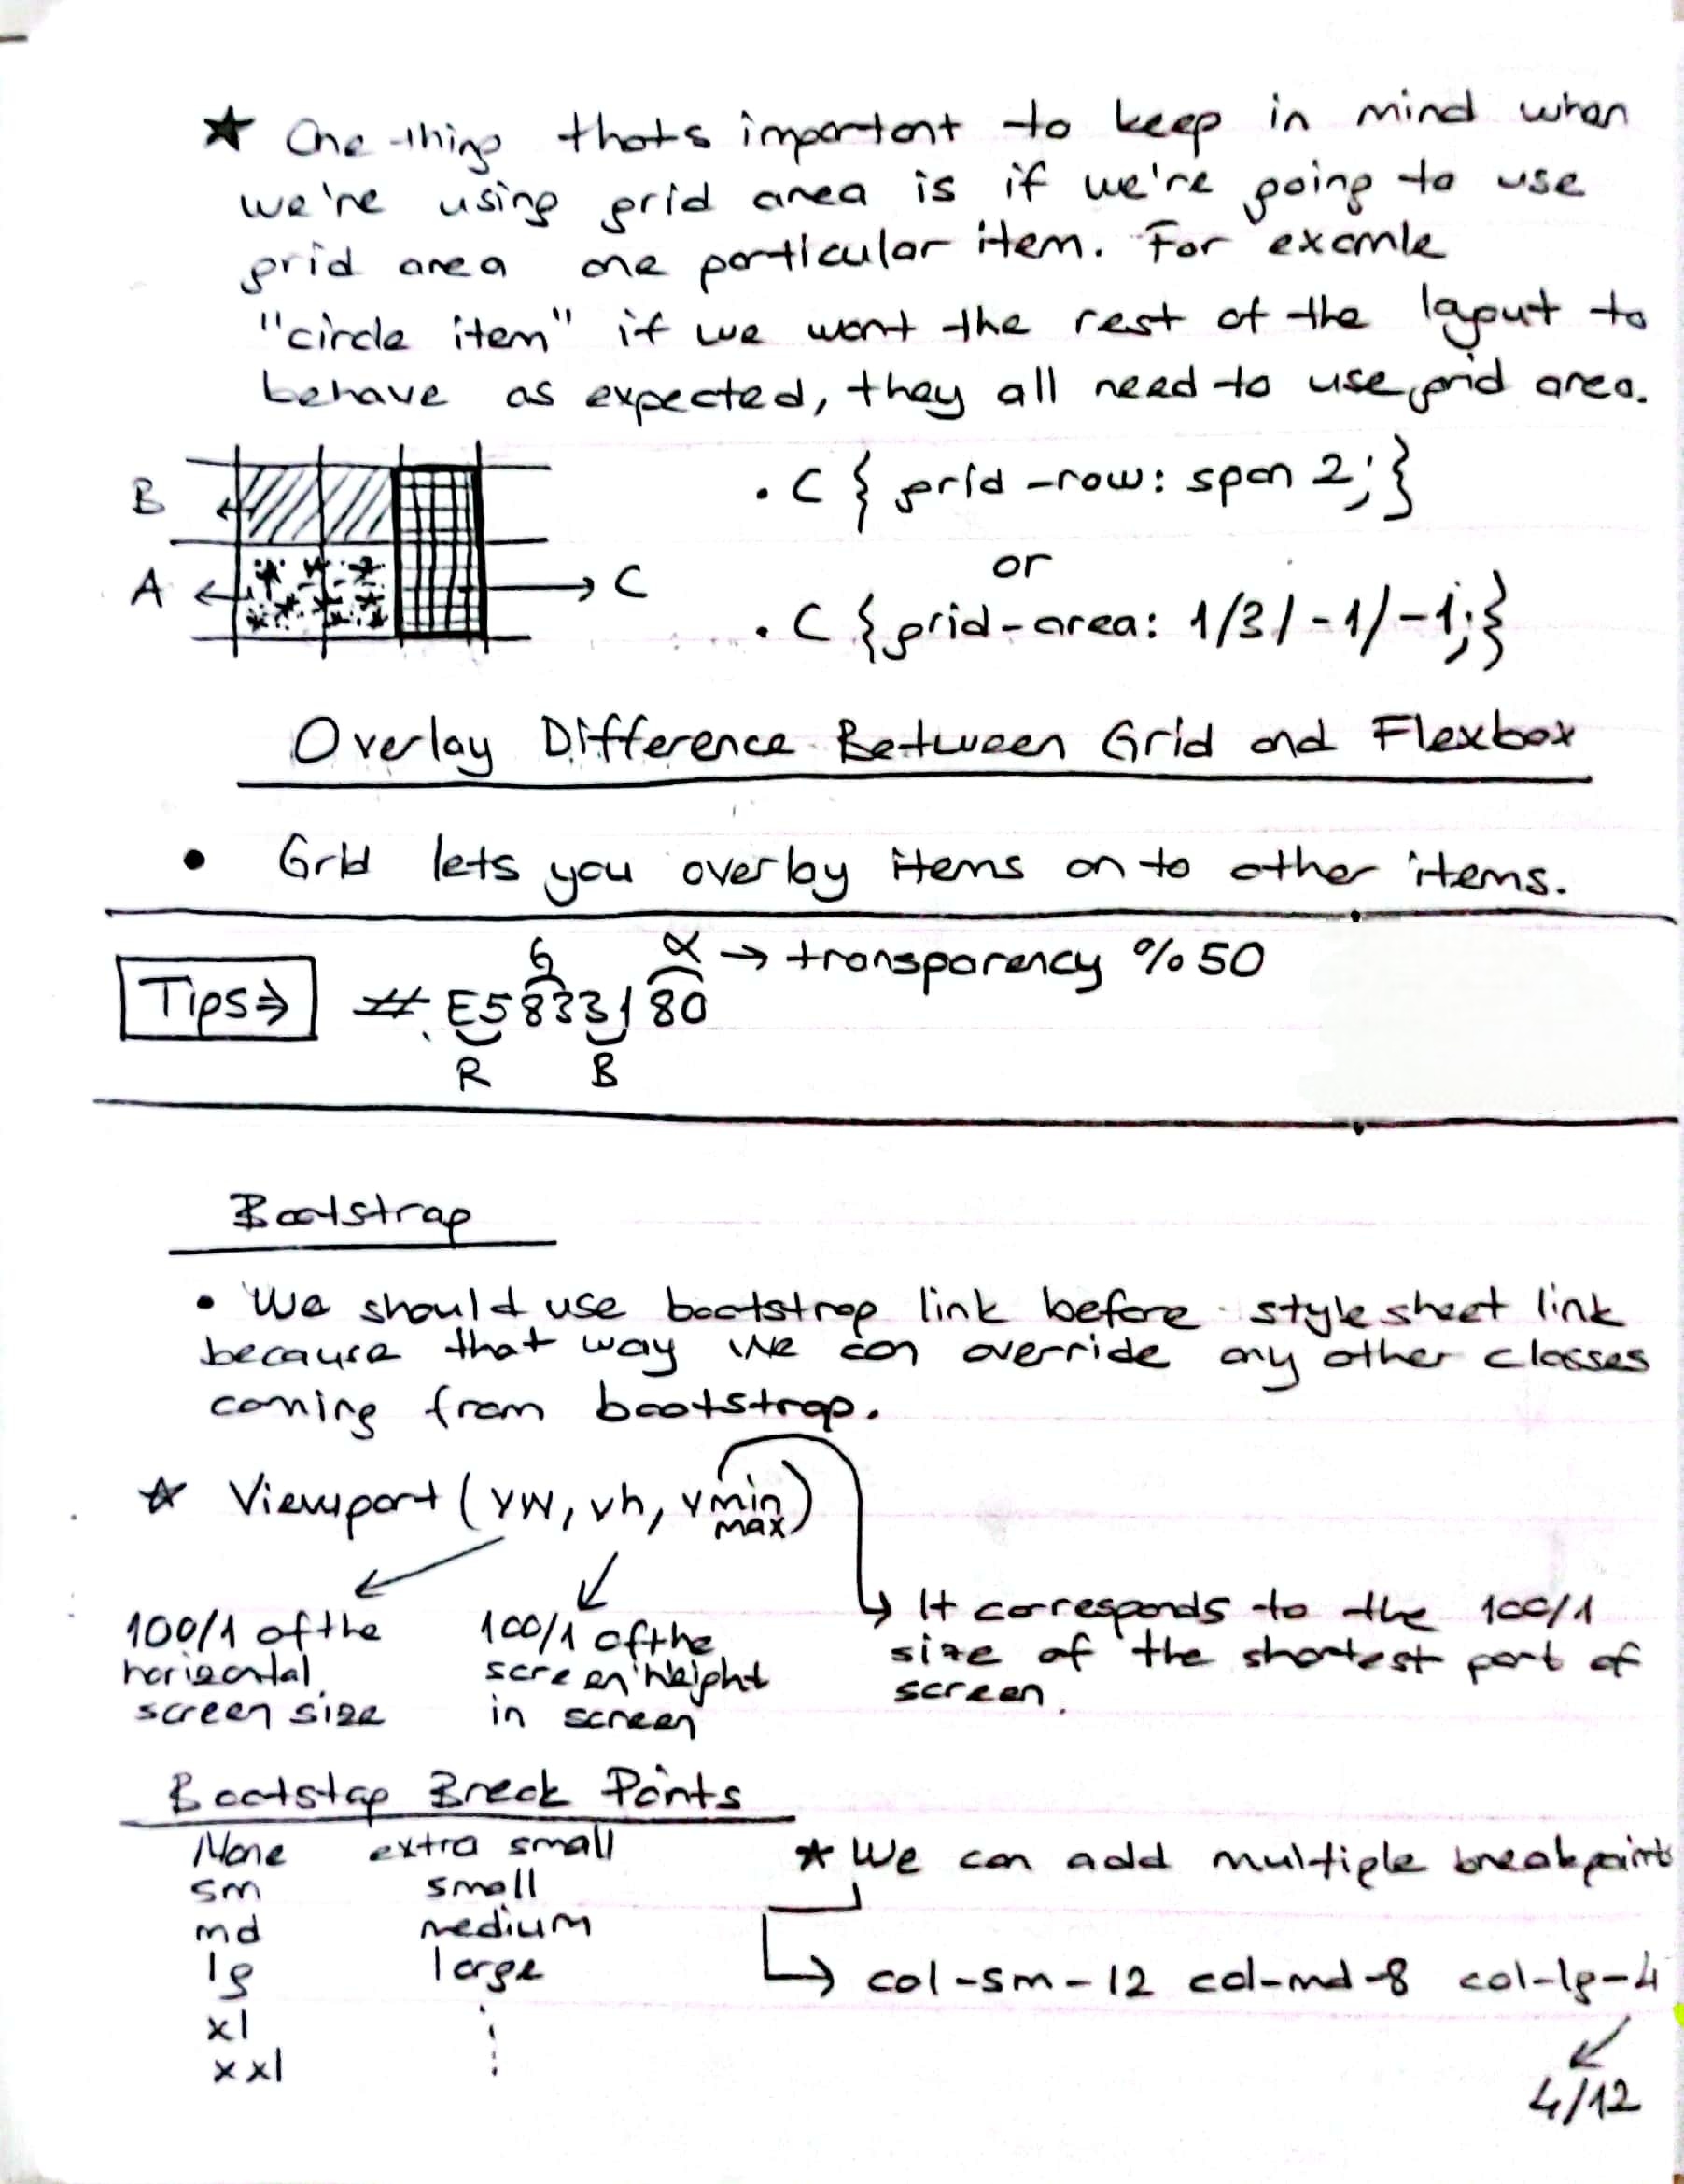 ★ One thing thats important to keep in mind when
we're using grid area is if we're going to use
grid area one particular item. For exomle
"circle item" if we want the rest of the layout to
behave as expected, they all need to use grid area.
B
A
C
.C { grid-row: span 2; }
or
.C { grid-area: 1/3/-1/-1; }
Overlay Difference Between Grid and Flexbox
• Grid lets you overlay items on to other items.
G α → transparency %50
Tips⇒ # E5833180
R B
Bootstrap
• We should use bootstrap link before stylesheet link
because that way we can override any other classes
coming from bootstrap.
☆ Viewport (vw, vh, vmin
max)
100/1 of the
horizontal
screen size
100/1 of the
screen height
in screen
It corresponds to the 100/1
size of the shortest part of
screen.
Bootstap Break Points
None extra small
sm small
md medium
lg large
xl
xxl
★ We can add multiple breakpoints
→ col-sm-12 col-md-8 col-lg-4
4/12